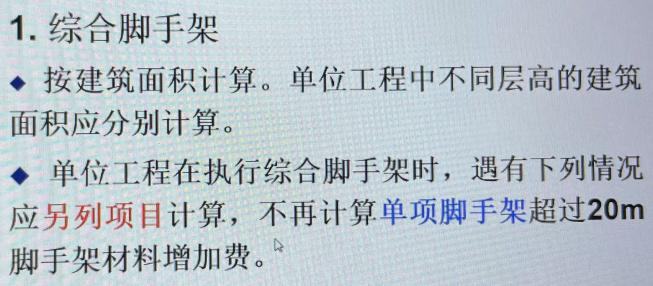 1. 综合脚手架
◆ 按建筑面积计算。单位工程中不同层高的建筑
面积应分别计算。
◆ 单位工程在执行综合脚手架时，遇有下列情况
应另列项目计算，不再计算单项脚手架超过20m
脚手架材料增加费。